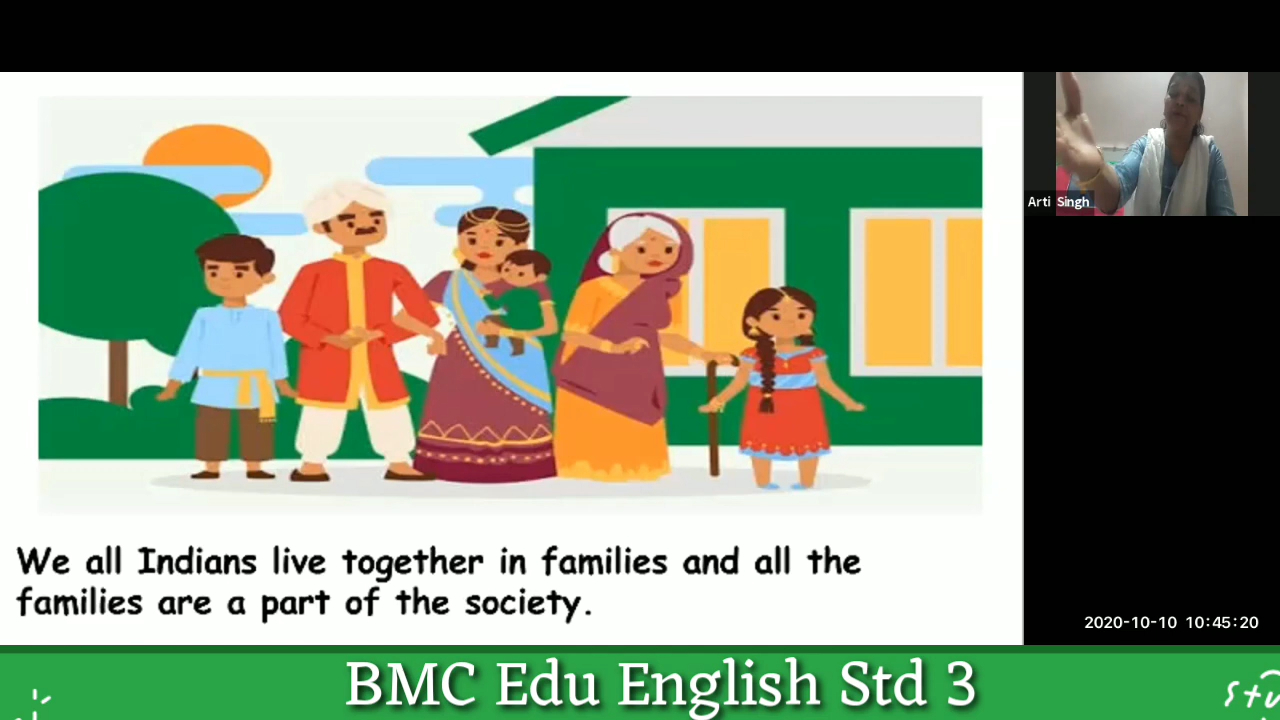 Arti Singh
We all Indians live together in families and all the
families are a part of the society.
2020-10-10 10:45:20
BMC Edu English Std 3